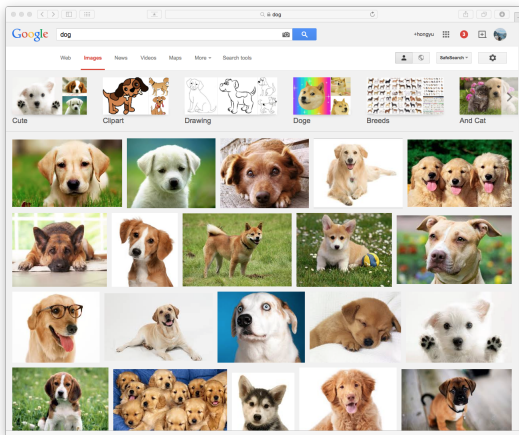 dog
Google dog +hongyu 3
Web Images News Videos Maps More Search tools SafeSearch
Cute Clipart Drawing Doge Breeds And Cat